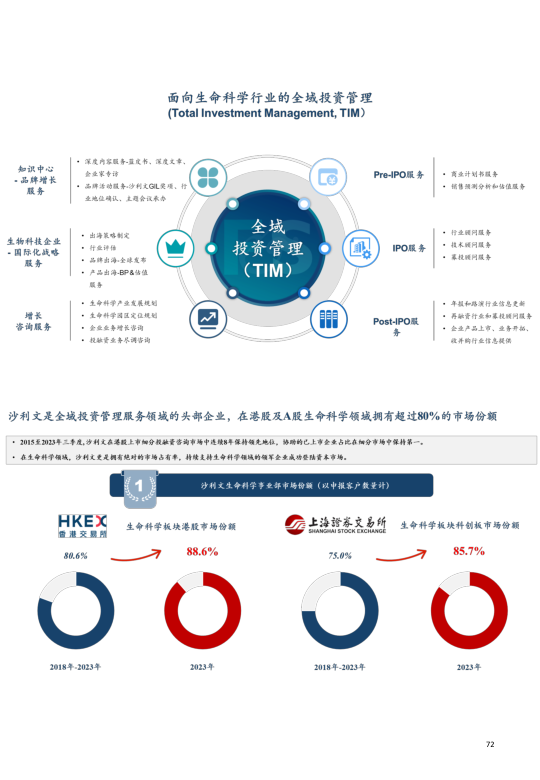 面向生命科学行业的全域投资管理
(Total Investment Management, TIM）
知识中心
- 品牌增长
服务
• 深度内容服务-蓝皮书、深度文章、
企业家专访
• 品牌活动服务-沙利文GIL奖项、行
业地位确认、主题会议承办
生物科技企业
- 国际化战略
服务
• 出海策略制定
• 行业评估
• 品牌出海-全球发布
• 产品出海-BP&估值
服务
增长
咨询服务
• 生命科学产业发展规划
• 生命科学园区定位规划
• 企业业务增长咨询
• 投融资业务尽调咨询
全域
投资管理
（TIM）
Pre-IPO服务
• 商业计划书服务
• 销售预测分析和估值服务
IPO服务
• 行业顾问服务
• 技术顾问服务
• 募投顾问服务
Post-IPO服
务
• 年报和路演行业信息更新
• 再融资行业和募投顾问服务
• 企业产品上市、业务开拓、
收并购行业信息提供
沙利文是全域投资管理服务领域的头部企业，在港股及A股生命科学领域拥有超过80%的市场份额
• 2015至2023年三季度,沙利文在港股上市细分投融资咨询市场中连续8年保持领先地位，协助的已上市企业占比在细分市场中保持第一。
• 在生命科学领域，沙利文更是拥有绝对的市场占有率，持续支持生命科学领域的领军企业成功登陆资本市场。
1
沙利文生命科学事业部市场份额（以申报客户数量计）
HKEX
香港交易所
生命科学板块港股市场份额
80.6%
88.6%
2018年-2023年
2023年
上海證券交易所
SHANGHAI STOCK EXCHANGE
生命科学板块科创板市场份额
75.0%
85.7%
2018年-2023年
2023年
72